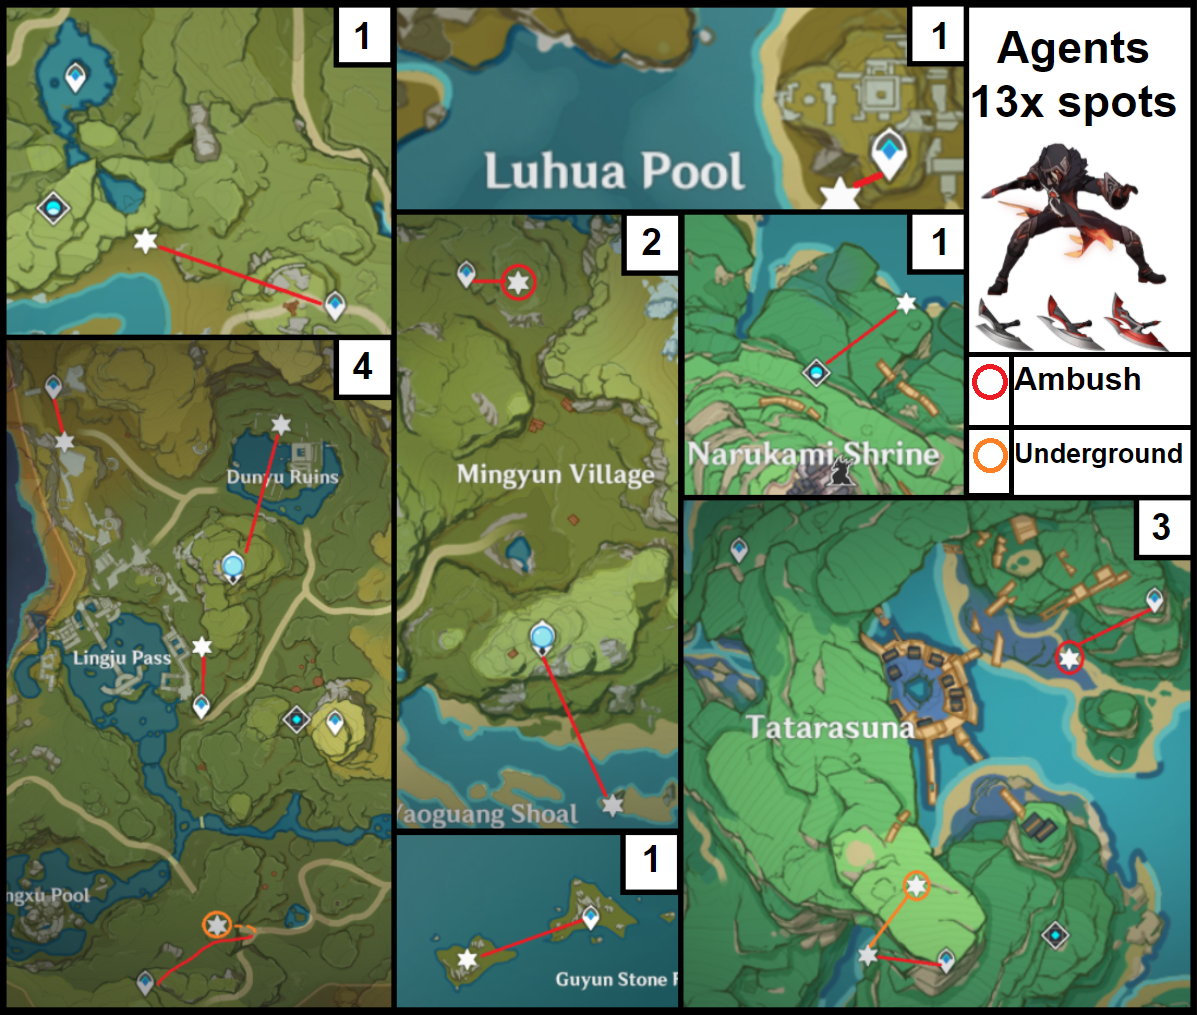 1
1
Agents
13x spots
Luhua Pool
2
1
4
Ambush
Underground
Dunyu Ruins
Mingyun Village
Narukami Shrine
3
Lingju Pass
Tatarasuna
Yaoguang Shoal
1
ngxu Pool
Guyun Stone F